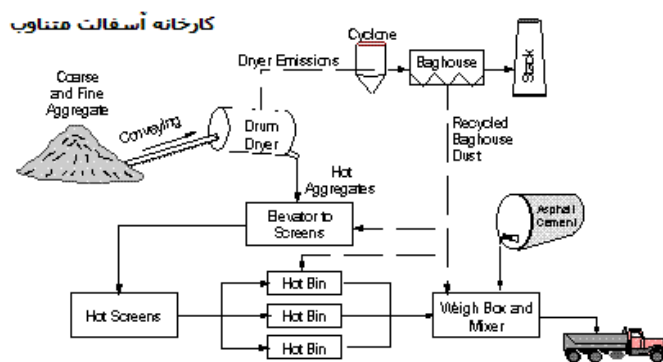 کارخانه آسفالت متناوب
Cyclone
Dryer Emissions
Baghouse
Stack
Coarse
and Fine
Aggregate
Conveying
Drum
Dryer
Recycled
Baghouse
Dust
Hot
Aggregates
Elevator to
Screens
Asphalt
Cement
Hot Screens
Hot Bin
Hot Bin
Hot Bin
Weigh Box and
Mixer